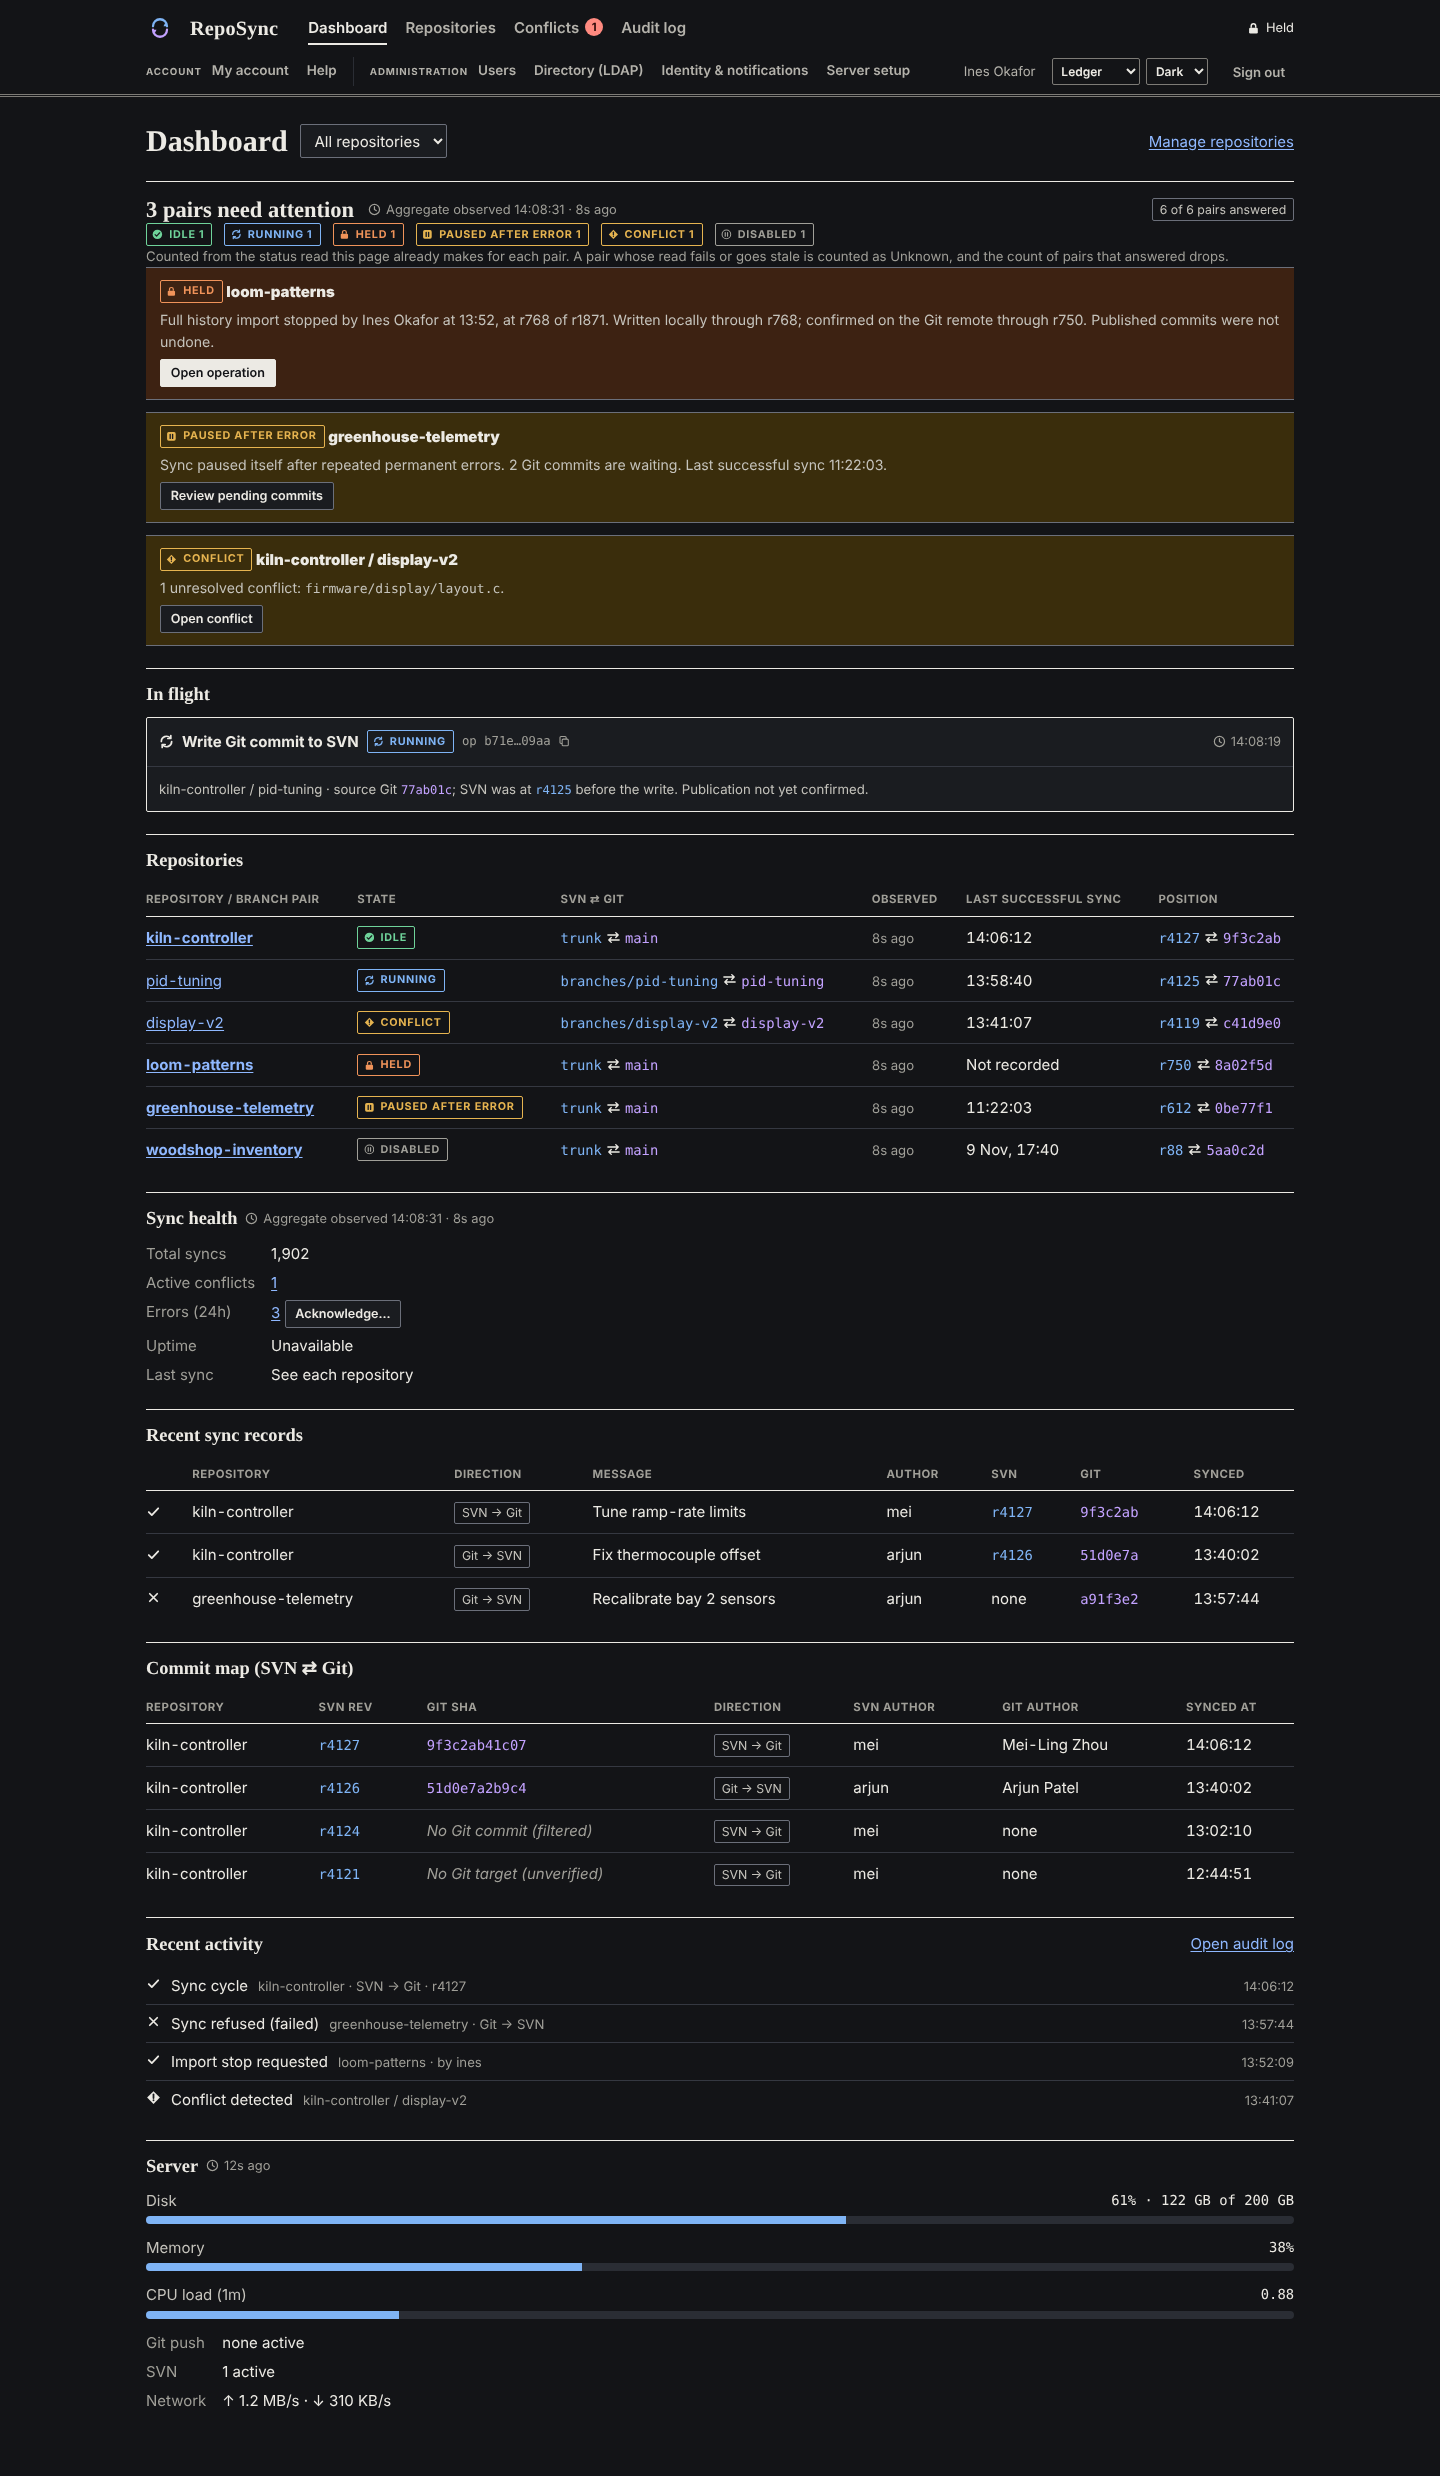 RepoSync Dashboard Repositories Conflicts 1 Audit log Held
ACCOUNT My account Help ADMINISTRATION Users Directory (LDAP) Identity & notifications Server setup Ines Okafor Ledger Dark Sign out
Dashboard All repositories Manage repositories
3 pairs need attention Aggregate observed 14:08:31 · 8s ago 6 of 6 pairs answered
IDLE 1 RUNNING 1 HELD 1 PAUSED AFTER ERROR 1 CONFLICT 1 DISABLED 1
Counted from the status read this page already makes for each pair. A pair whose read fails or goes stale is counted as Unknown, and the count of pairs that answered drops.
HELD loom-patterns
Full history import stopped by Ines Okafor at 13:52, at r768 of r1871. Written locally through r768; confirmed on the Git remote through r750. Published commits were not
undone.
Open operation
PAUSED AFTER ERROR greenhouse-telemetry
Sync paused itself after repeated permanent errors. 2 Git commits are waiting. Last successful sync 11:22:03.
Review pending commits
CONFLICT kiln-controller / display-v2
1 unresolved conflict: firmware/display/layout.c.
Open conflict
In flight
Write Git commit to SVN RUNNING op b71e…09aa 14:08:19
kiln-controller / pid-tuning · source Git 77ab01c; SVN was at r4125 before the write. Publication not yet confirmed.
Repositories
REPOSITORY / BRANCH PAIR STATE SVN ⇄ GIT OBSERVED LAST SUCCESSFUL SYNC POSITION
kiln-controller IDLE trunk ⇄ main 8s ago 14:06:12 r4127 ⇄ 9f3c2ab
pid-tuning RUNNING branches/pid-tuning ⇄ pid-tuning 8s ago 13:58:40 r4125 ⇄ 77ab01c
display-v2 CONFLICT branches/display-v2 ⇄ display-v2 8s ago 13:41:07 r4119 ⇄ c41d9e0
loom-patterns HELD trunk ⇄ main 8s ago Not recorded r750 ⇄ 8a02f5d
greenhouse-telemetry PAUSED AFTER ERROR trunk ⇄ main 8s ago 11:22:03 r612 ⇄ 0be77f1
woodshop-inventory DISABLED trunk ⇄ main 8s ago 9 Nov, 17:40 r88 ⇄ 5aa0c2d
Sync health Aggregate observed 14:08:31 · 8s ago
Total syncs 1,902
Active conflicts 1
Errors (24h) 3 Acknowledge…
Uptime Unavailable
Last sync See each repository
Recent sync records
REPOSITORY DIRECTION MESSAGE AUTHOR SVN GIT SYNCED
kiln-controller SVN → Git Tune ramp-rate limits mei r4127 9f3c2ab 14:06:12
kiln-controller Git → SVN Fix thermocouple offset arjun r4126 51d0e7a 13:40:02
greenhouse-telemetry Git → SVN Recalibrate bay 2 sensors arjun none a91f3e2 13:57:44
Commit map (SVN ⇄ Git)
REPOSITORY SVN REV GIT SHA DIRECTION SVN AUTHOR GIT AUTHOR SYNCED AT
kiln-controller r4127 9f3c2ab41c07 SVN → Git mei Mei-Ling Zhou 14:06:12
kiln-controller r4126 51d0e7a2b9c4 Git → SVN arjun Arjun Patel 13:40:02
kiln-controller r4124 No Git commit (filtered) SVN → Git mei none 13:02:10
kiln-controller r4121 No Git target (unverified) SVN → Git mei none 12:44:51
Recent activity Open audit log
Sync cycle kiln-controller · SVN → Git · r4127 14:06:12
Sync refused (failed) greenhouse-telemetry · Git → SVN 13:57:44
Import stop requested loom-patterns · by ines 13:52:09
Conflict detected kiln-controller / display-v2 13:41:07
Server 12s ago
Disk 61% · 122 GB of 200 GB
Memory 38%
CPU load (1m) 0.88
Git push none active
SVN 1 active
Network ↑ 1.2 MB/s · ↓ 310 KB/s